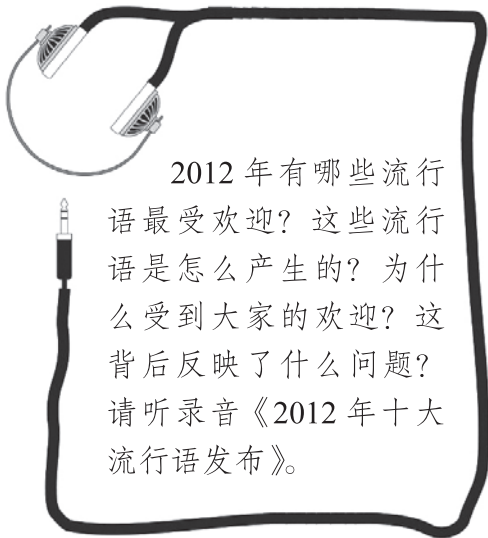 2012 年有哪些流行
语最受欢迎？这些流行
语是怎么产生的？为什
么受到大家的欢迎？这
背后反映了什么问题？
请听录音《2012 年十大
流行语发布》。